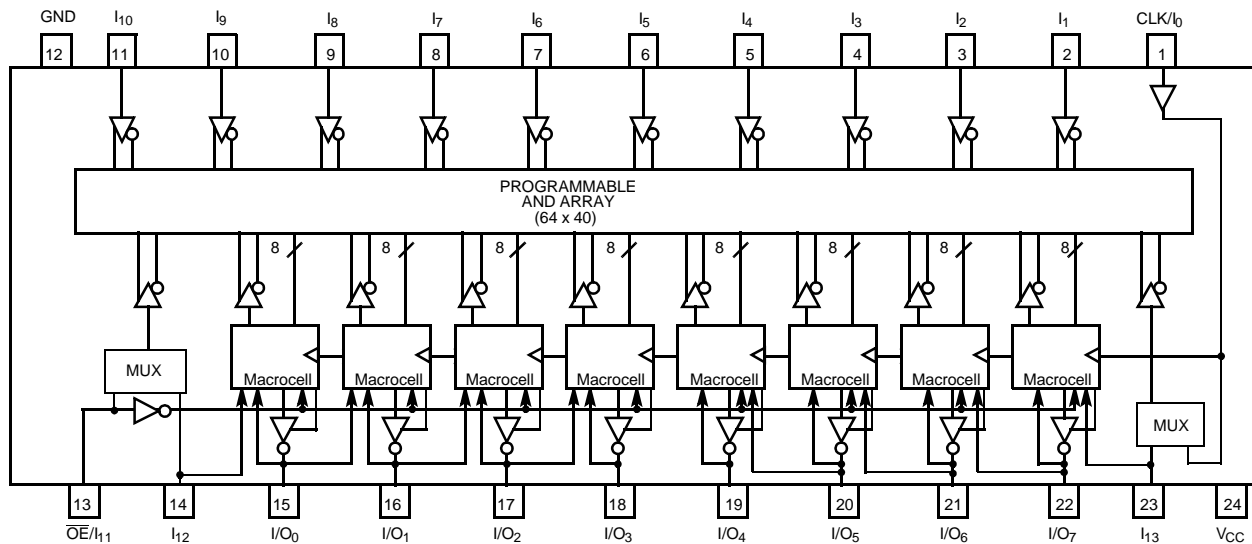 GND I10 I9 I8 I7 I6 I5 I4 I3 I2 I1 CLK/I0
12 11 10 9 8 7 6 5 4 3 2 1
PROGRAMMABLE
AND ARRAY
(64 x 40)
8 8 8 8 8 8 8 8
MUX
Macrocell Macrocell Macrocell Macrocell Macrocell Macrocell Macrocell Macrocell
MUX
13 14 15 16 17 18 19 20 21 22 23 24
OE/I11 I12 I/O0 I/O1 I/O2 I/O3 I/O4 I/O5 I/O6 I/O7 I13 VCC